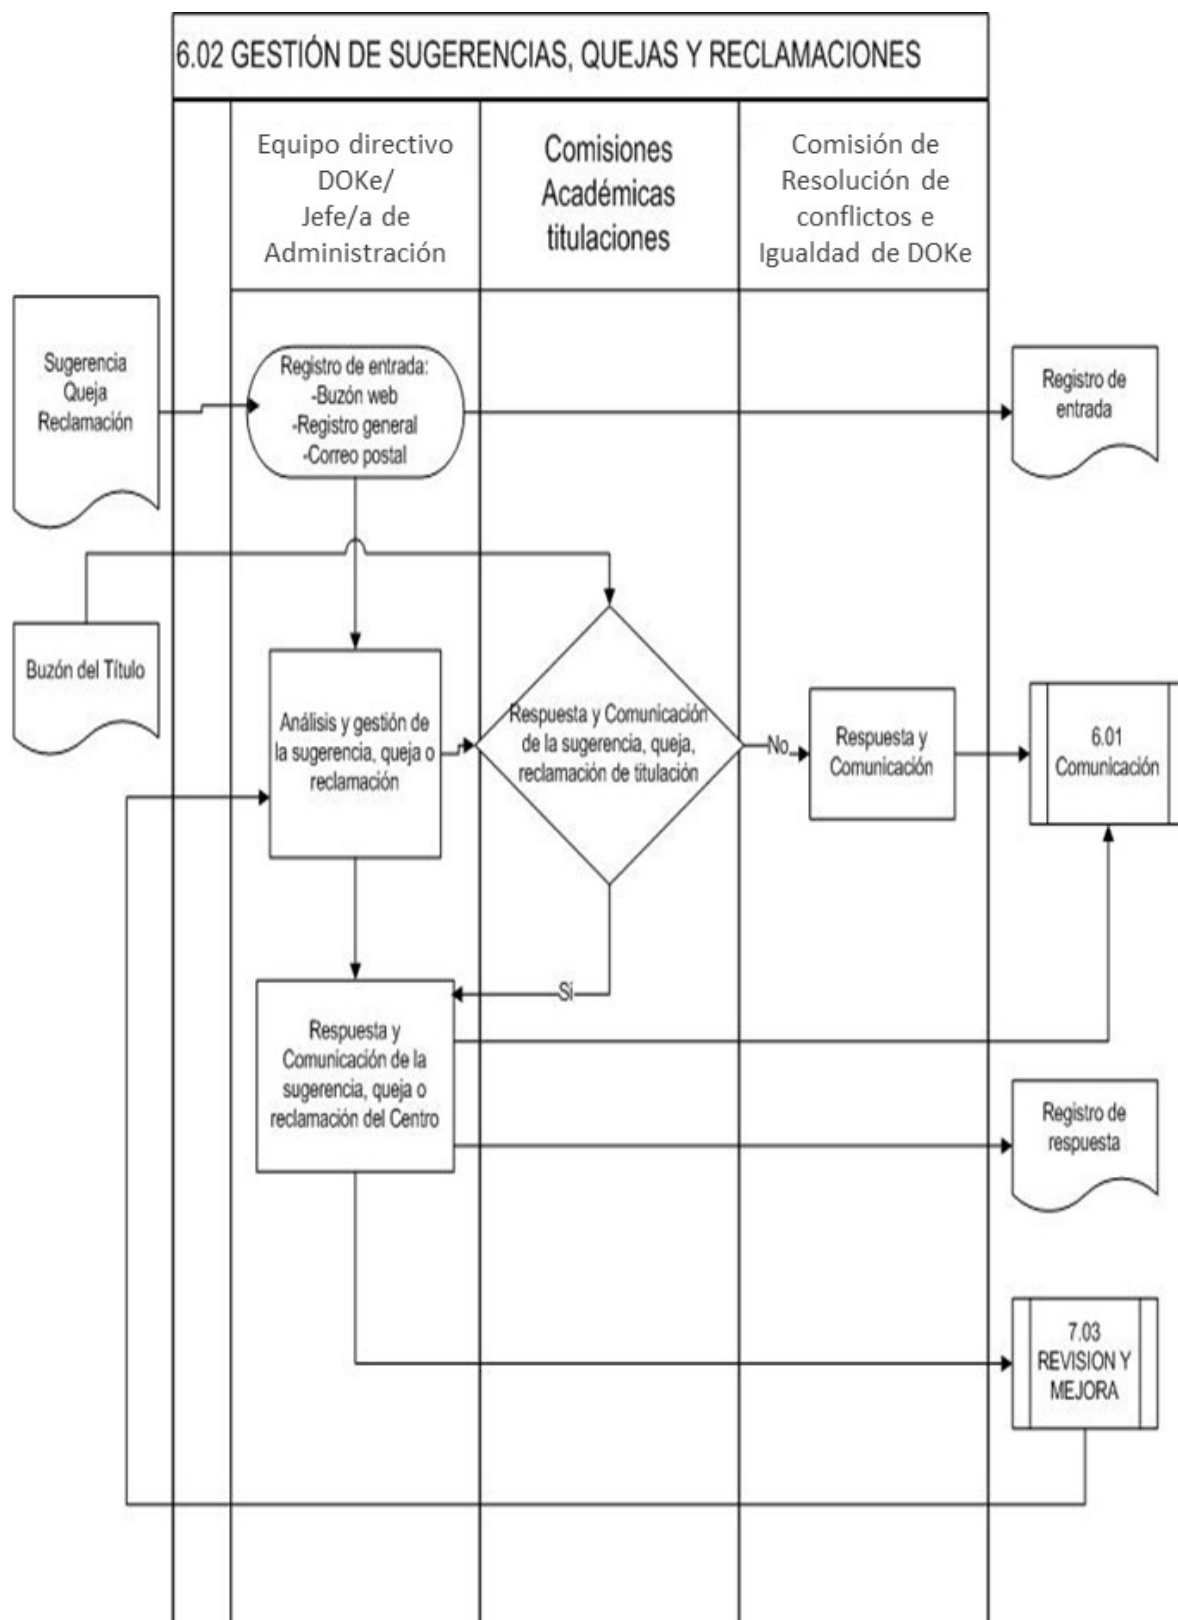 6.02 GESTIÓN DE SUGERENCIAS, QUEJAS Y RECLAMACIONES
Equipo directivo
DOKe/
Jefe/a de
Administración
Comisiones
Académicas
titulaciones
Comisión de
Resolución de
conflictos e
Igualdad de DOKe
Sugerencia
Queja
Reclamación
Registro de entrada:
-Buzón web
-Registro general
-Correo postal
Registro de
entrada
Buzón del Título
Análisis y gestión de
la sugerencia, queja o
reclamación
Respuesta y Comunicación
de la sugerencia, queja,
reclamación de titulación
No
Respuesta y
Comunicación
6.01
Comunicación
Si
Respuesta y
Comunicación de la
sugerencia, queja o
reclamación del Centro
Registro de
respuesta
7.03
REVISION Y
MEJORA